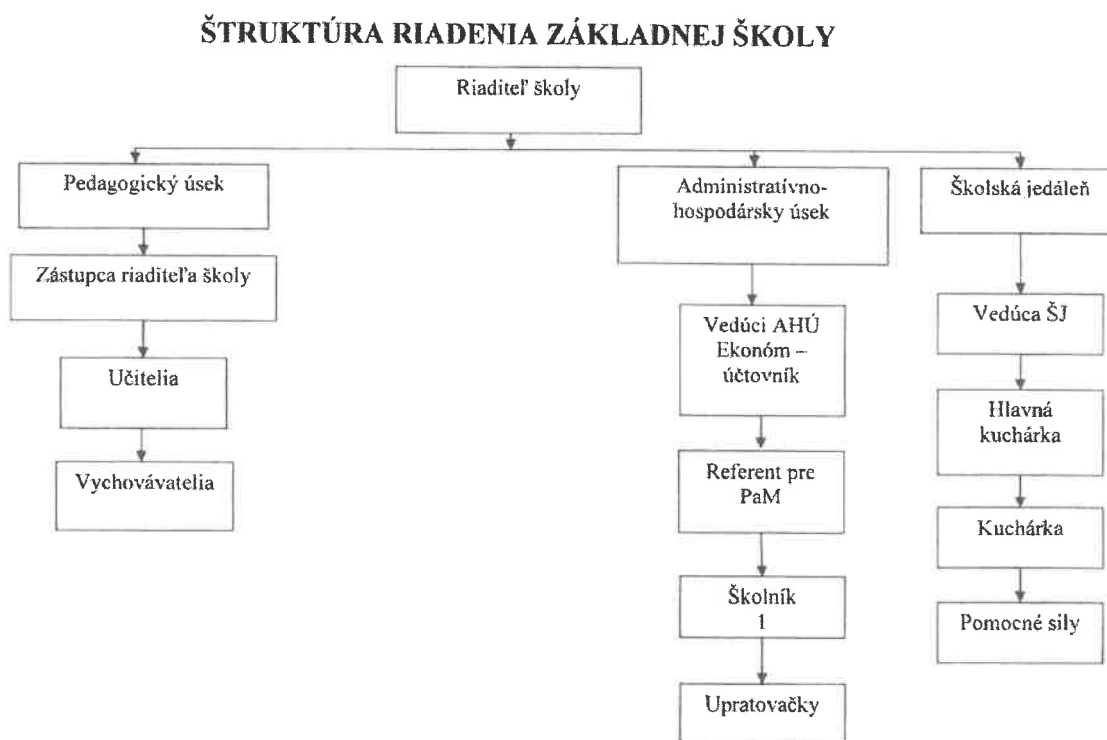 ŠTRUKTÚRA RIADENIA ZÁKLADNEJ ŠKOLY
Riaditeľ školy
Pedagogický úsek
Zástupca riaditeľa školy
Učitelia
Vychovávatelia
Administratívno-
hospodársky úsek
Vedúci AHÚ
Ekonóm –
účtovník
Referent pre
PaM
Školník
1
Upratovačky
Školská jedáleň
Vedúca ŠJ
Hlavná
kuchárka
Kuchárka
Pomocné sily